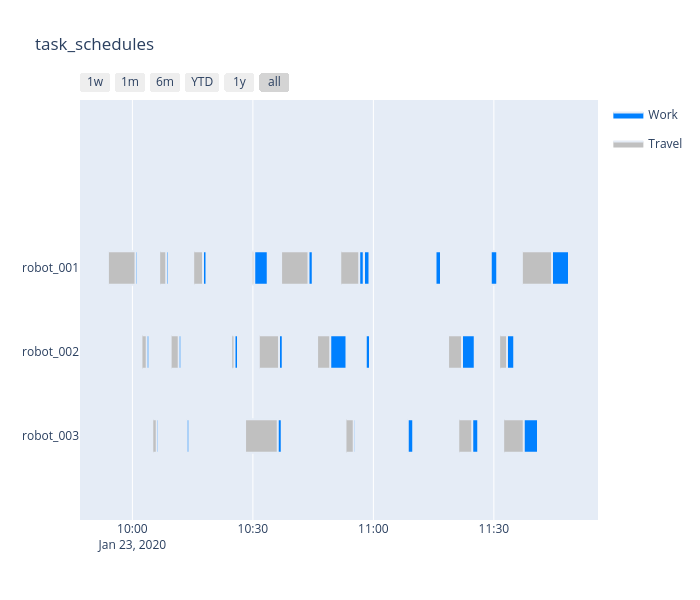 task_schedules
1w 1m 6m YTD 1y all
Work
Travel
robot_001
robot_002
robot_003
10:00 10:30 11:00 11:30
Jan 23, 2020